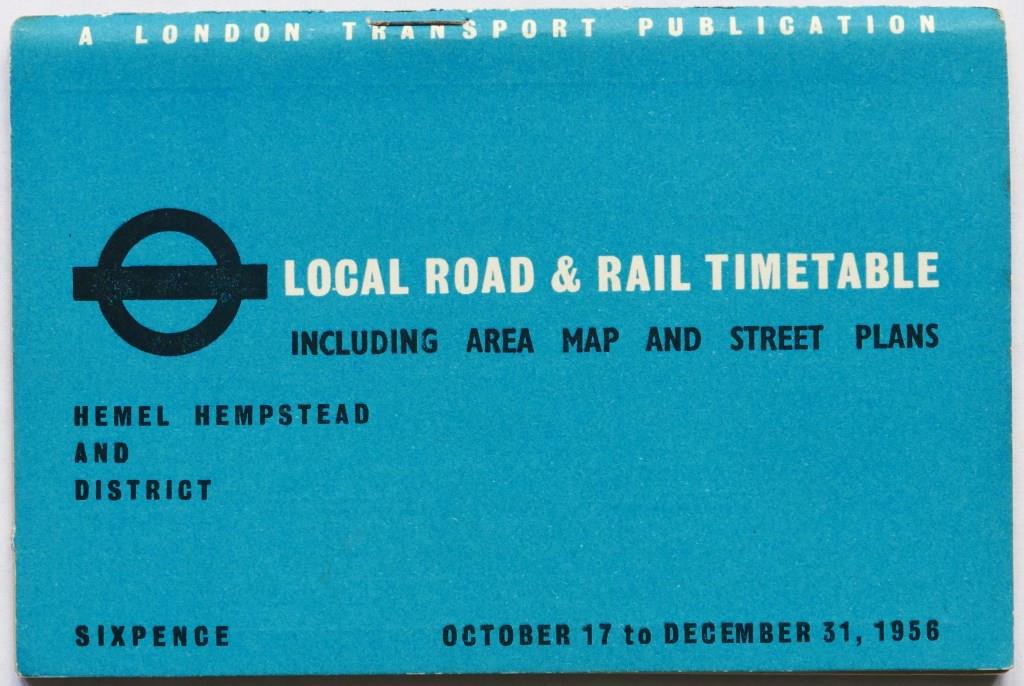 A LONDON TRANSPORT PUBLICATION
LOCAL ROAD & RAIL TIMETABLE
INCLUDING AREA MAP AND STREET PLANS
HEMEL HEMPSTEAD
AND
DISTRICT
SIXPENCE OCTOBER 17 to DECEMBER 31, 1956